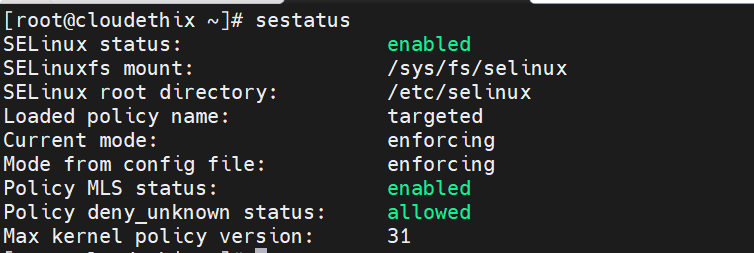 [root@cloudethix ~]# sestatus
SELinux status:                 enabled
SELinuxfs mount:                /sys/fs/selinux
SELinux root directory:         /etc/selinux
Loaded policy name:             targeted
Current mode:                   enforcing
Mode from config file:          enforcing
Policy MLS status:              enabled
Policy deny_unknown status:     allowed
Max kernel policy version:      31